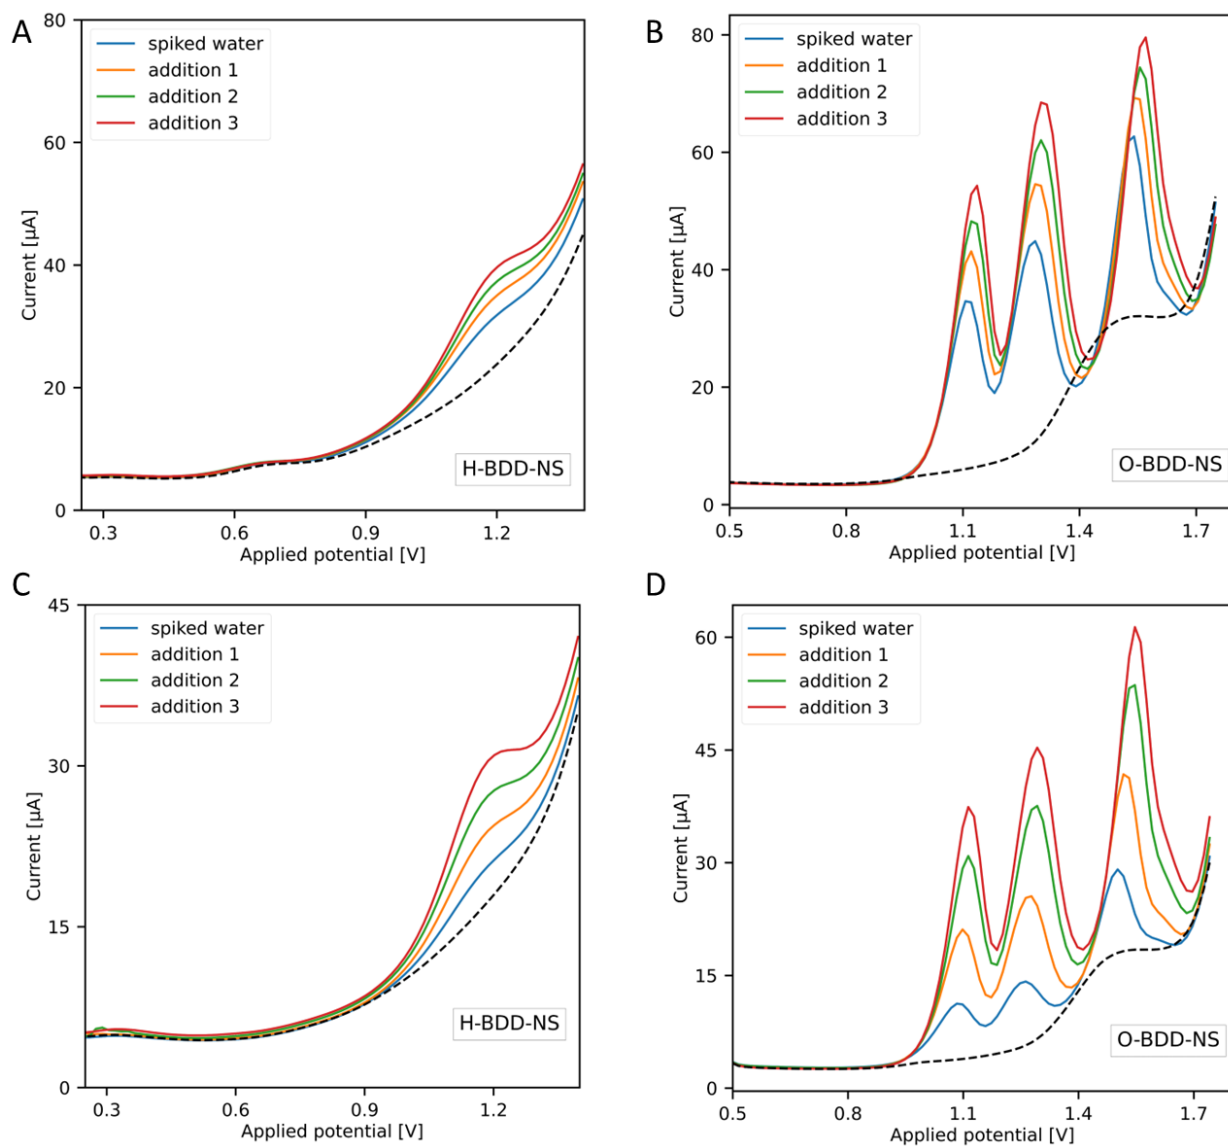 A
80
60
40
20
0
Current [µA]
spiked water
addition 1
addition 2
addition 3
H-BDD-NS
0.3
0.6
0.9
1.2
Applied potential [V]
B
80
60
40
20
0
Current [µA]
spiked water
addition 1
addition 2
addition 3
O-BDD-NS
0.5
0.8
1.1
1.4
1.7
Applied potential [V]
C
45
30
15
0
Current [µA]
spiked water
addition 1
addition 2
addition 3
H-BDD-NS
0.3
0.6
0.9
1.2
Applied potential [V]
D
60
45
30
15
0
Current [µA]
spiked water
addition 1
addition 2
addition 3
O-BDD-NS
0.5
0.8
1.1
1.4
1.7
Applied potential [V]